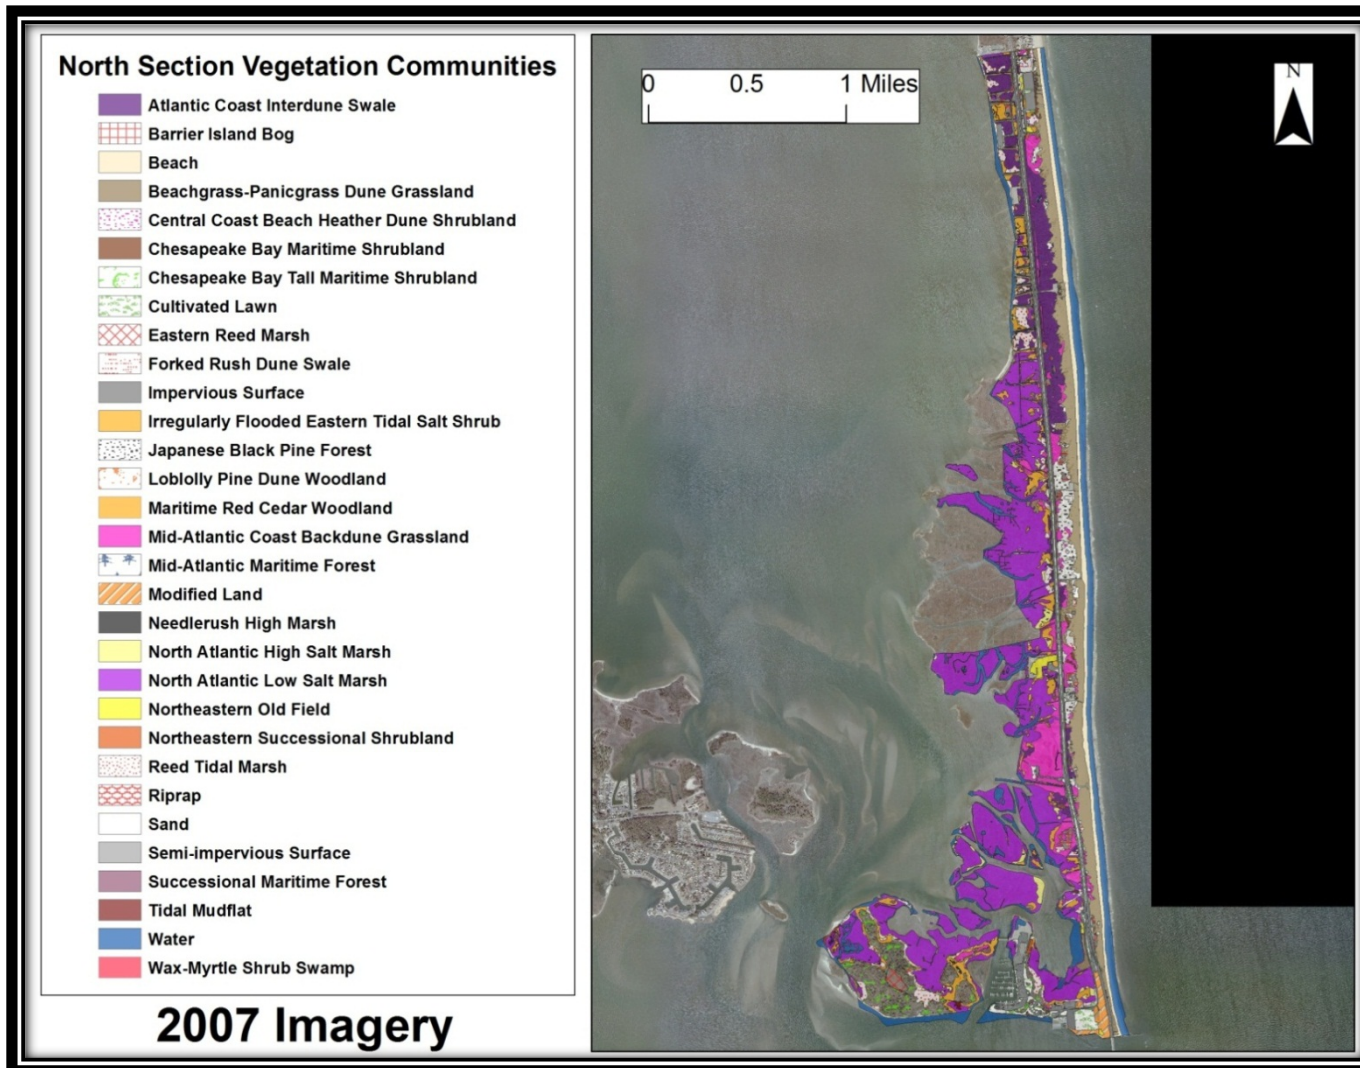 North Section Vegetation Communities
Atlantic Coast Interdune Swale
Barrier Island Bog
Beach
Beachgrass-Panicgrass Dune Grassland
Central Coast Beach Heather Dune Shrubland
Chesapeake Bay Maritime Shrubland
Chesapeake Bay Tall Maritime Shrubland
Cultivated Lawn
Eastern Reed Marsh
Forked Rush Dune Swale
Impervious Surface
Irregularly Flooded Eastern Tidal Salt Shrub
Japanese Black Pine Forest
Loblolly Pine Dune Woodland
Maritime Red Cedar Woodland
Mid-Atlantic Coast Backdune Grassland
Mid-Atlantic Maritime Forest
Modified Land
Needlerush High Marsh
North Atlantic High Salt Marsh
North Atlantic Low Salt Marsh
Northeastern Old Field
Northeastern Successional Shrubland
Reed Tidal Marsh
Riprap
Sand
Semi-impervious Surface
Successional Maritime Forest
Tidal Mudflat
Water
Wax-Myrtle Shrub Swamp
2007 Imagery
0 0.5 1 Miles
N